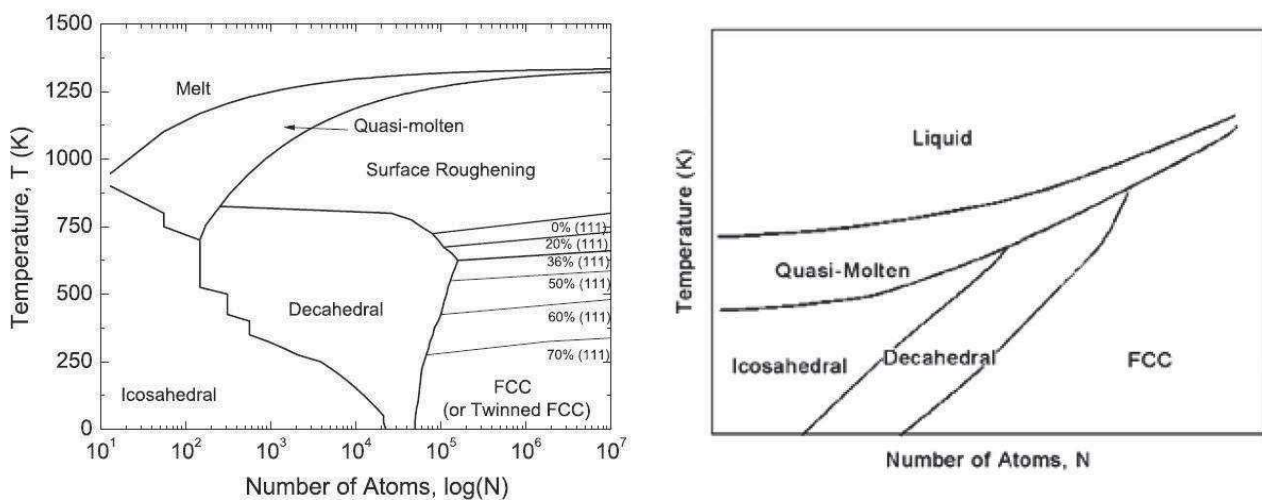 1500
1250
1000
750
500
250
0
Temperature, T (K)
Melt
Quasi-molten
Surface Roughening
0% (111)
20% (111)
36% (111)
50% (111)
60% (111)
70% (111)
Decahedral
Icosahedral
FCC
(or Twinned FCC)
10¹ 10² 10³ 10⁴ 10⁵ 10⁶ 10⁷
Number of Atoms, log(N)
Temperature (K)
Liquid
Quasi-Molten
Icosahedral
Decahedral
FCC
Number of Atoms, N